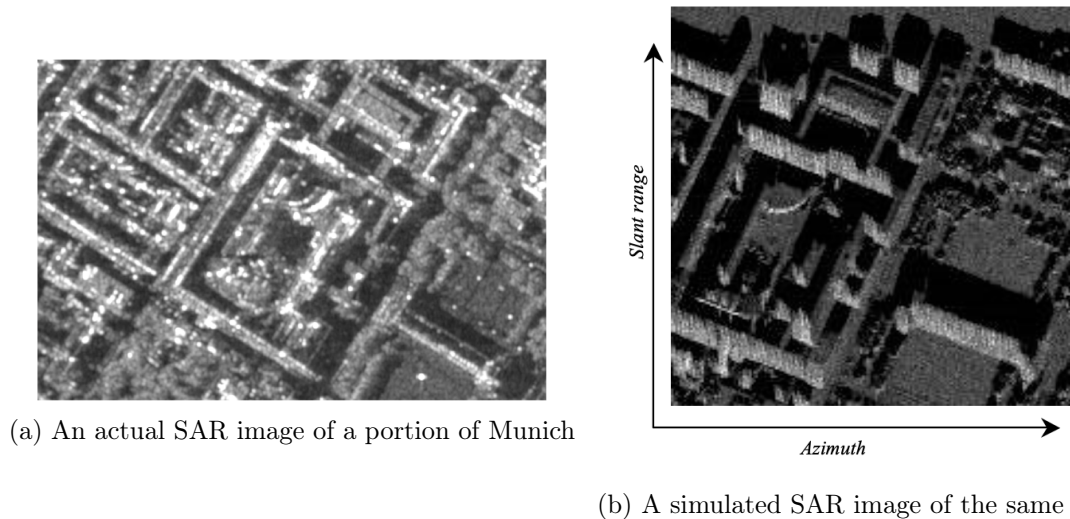 Slant range
Azimuth
(a) An actual SAR image of a portion of Munich
(b) A simulated SAR image of the same